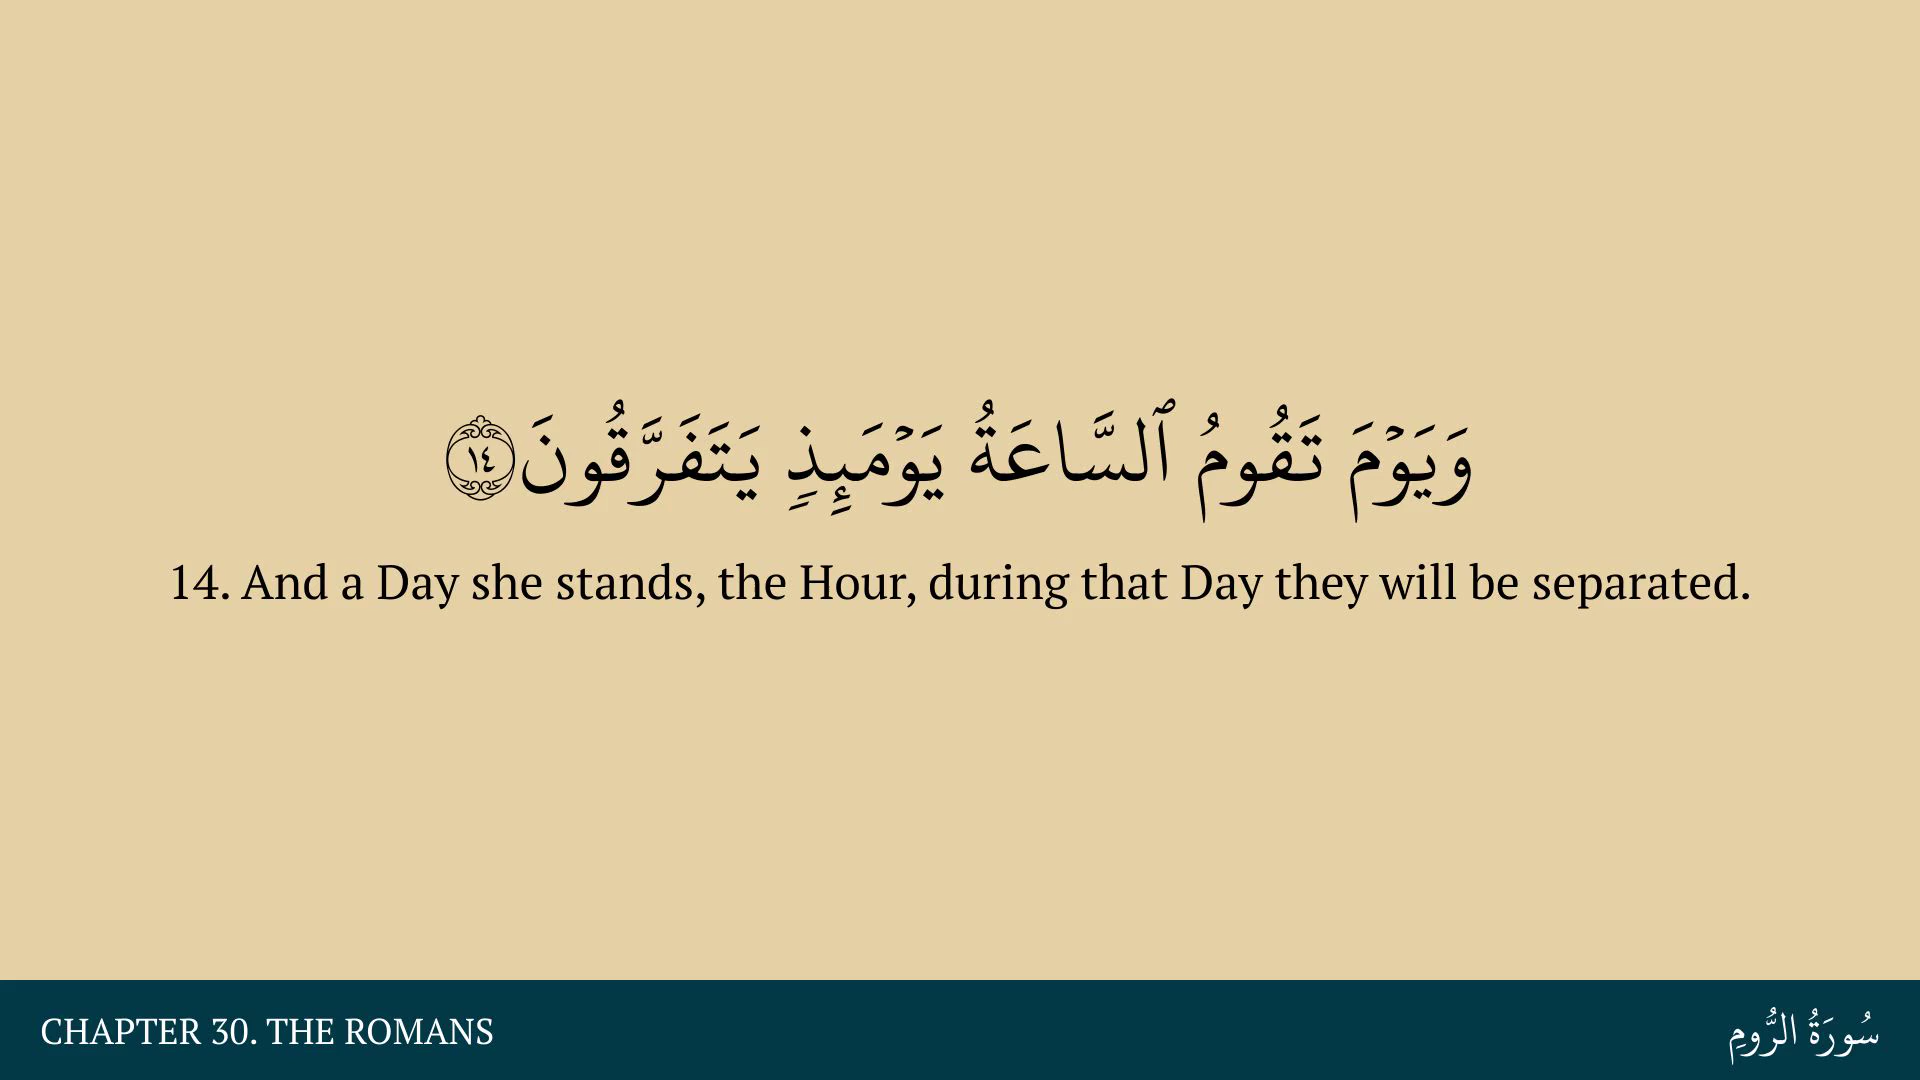 وَيَوْمَ تَقُومُ ٱلسَّاعَةُ يَوْمَئِذٍ يَتَفَرَّقُونَ ١٤
14. And a Day she stands, the Hour, during that Day they will be separated.
CHAPTER 30. THE ROMANS
سُورَةُ الرُّومِ